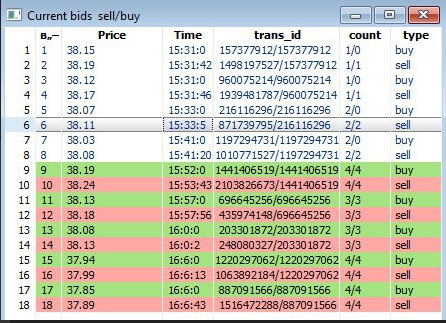 Current bids sell/buy
в„– Price Time trans_id count type
1 1 38.15 15:31:0 157377912/157377912 1/0 buy
2 2 38.19 15:31:42 1498197527/157377912 1/1 sell
3 3 38.12 15:31:0 960075214/960075214 1/0 buy
4 4 38.17 15:31:46 1939481787/960075214 1/1 sell
5 5 38.07 15:33:0 216116296/216116296 2/0 buy
6 6 38.11 15:33:5 871739795/216116296 2/2 sell
7 7 38.03 15:41:0 1197294731/1197294731 2/0 buy
8 8 38.08 15:41:20 1010771527/1197294731 2/2 sell
9 9 38.19 15:52:0 1441406519/1441406519 4/4 buy
10 10 38.24 15:53:43 2103826673/1441406519 4/4 sell
11 11 38.13 15:57:0 696645256/696645256 3/3 buy
12 12 38.18 15:57:56 435974148/696645256 3/3 sell
13 13 38.08 16:0:0 203301872/203301872 3/3 buy
14 14 38.13 16:0:2 248080327/203301872 3/3 sell
15 15 37.94 16:6:0 1220297062/1220297062 4/4 buy
16 16 37.99 16:6:13 1063892184/1220297062 4/4 sell
17 17 37.85 16:6:0 887091566/887091566 4/4 buy
18 18 37.89 16:6:43 1516472288/887091566 4/4 sell